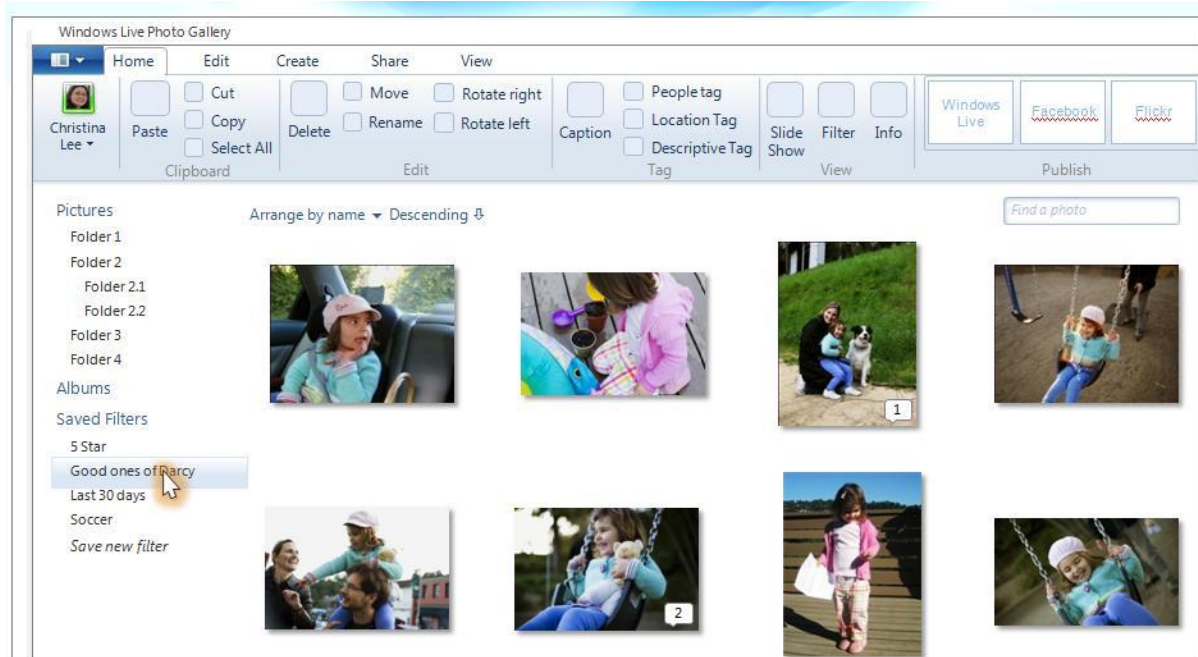 Windows Live Photo Gallery
Home Edit Create Share View
Christina
Lee
Paste
Cut
Copy
Select All
Clipboard
Delete
Move
Rename
Rotate right
Rotate left
Edit
Caption
People tag
Location Tag
Descriptive Tag
Tag
Slide
Show
Filter
Info
View
Windows
Live
Facebook
Flickr
Publish
Pictures
Folder 1
Folder 2
Folder 2.1
Folder 2.2
Folder 3
Folder 4
Albums
Saved Filters
5 Star
Good ones of Darcy
Last 30 days
Soccer
Save new filter
Arrange by name Descending
Find a photo
1
2